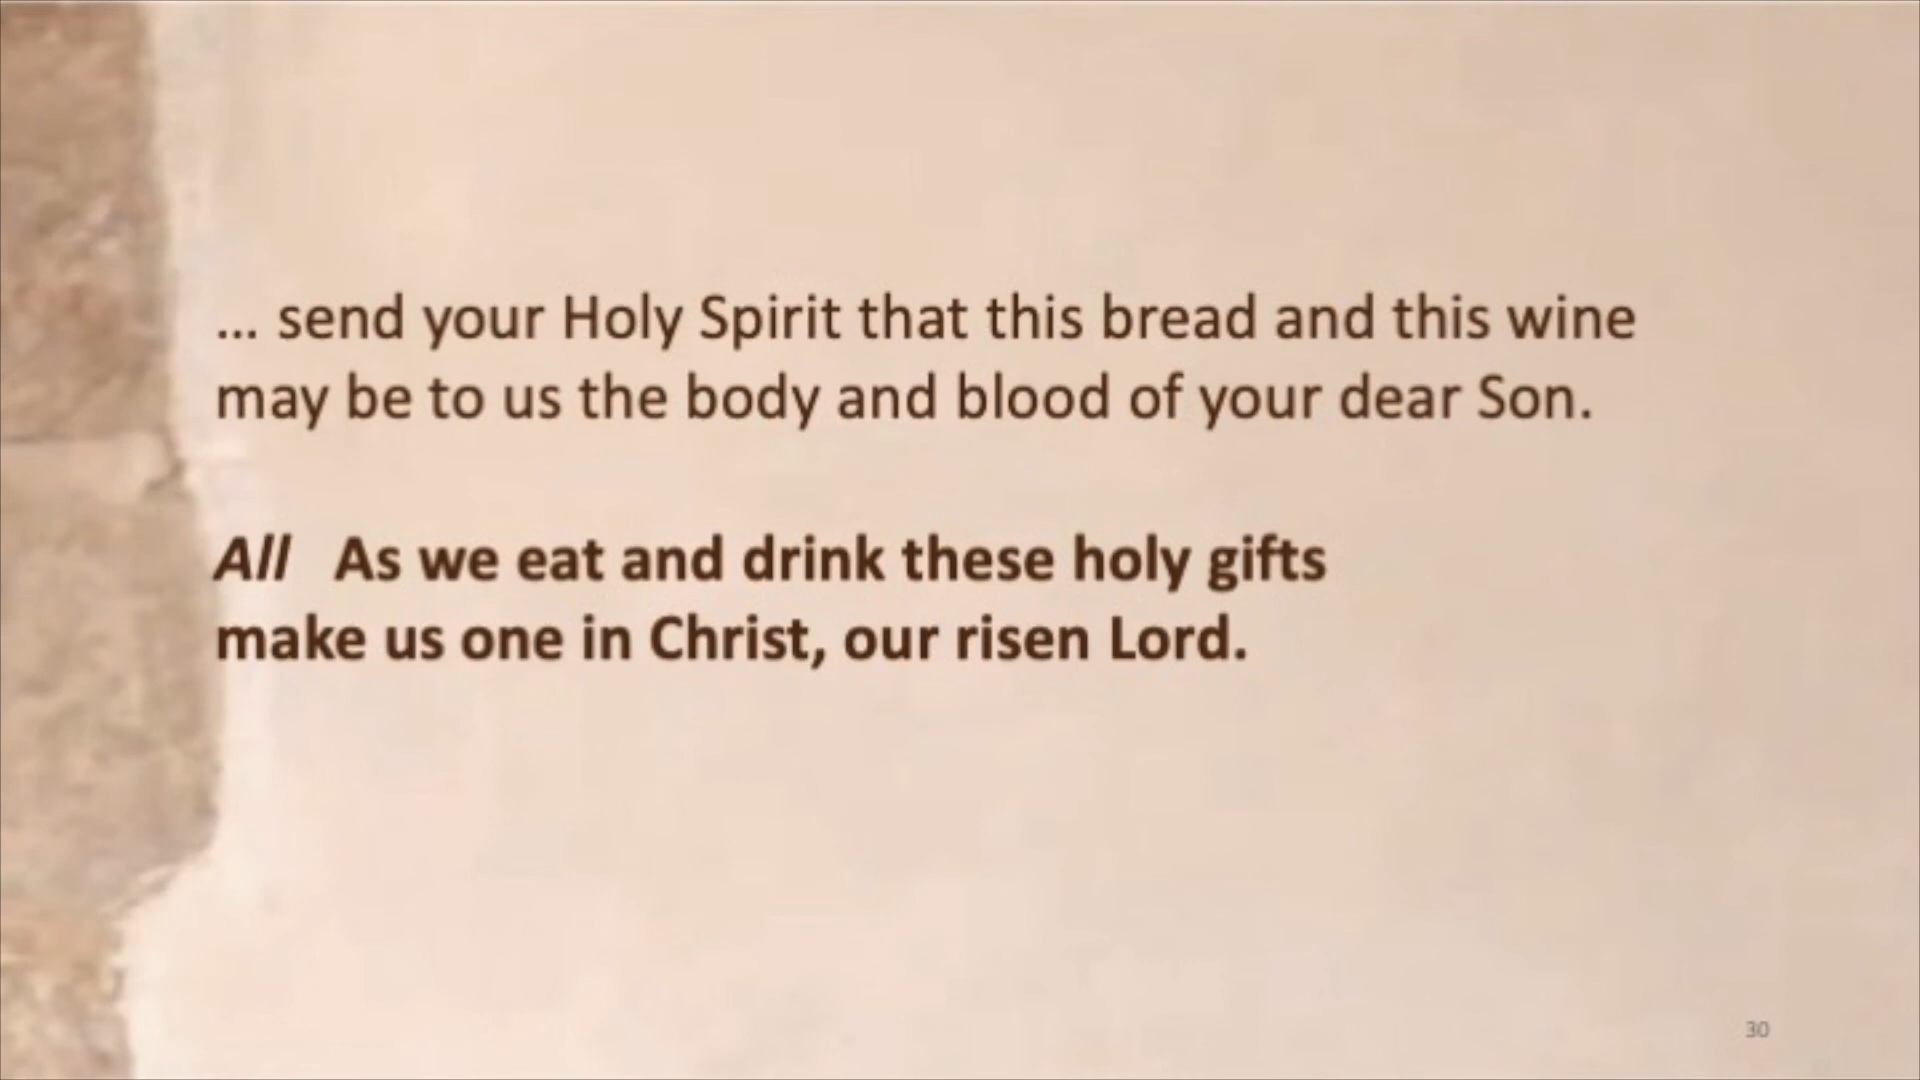 ... send your Holy Spirit that this bread and this wine
may be to us the body and blood of your dear Son.
All As we eat and drink these holy gifts
make us one in Christ, our risen Lord.
30